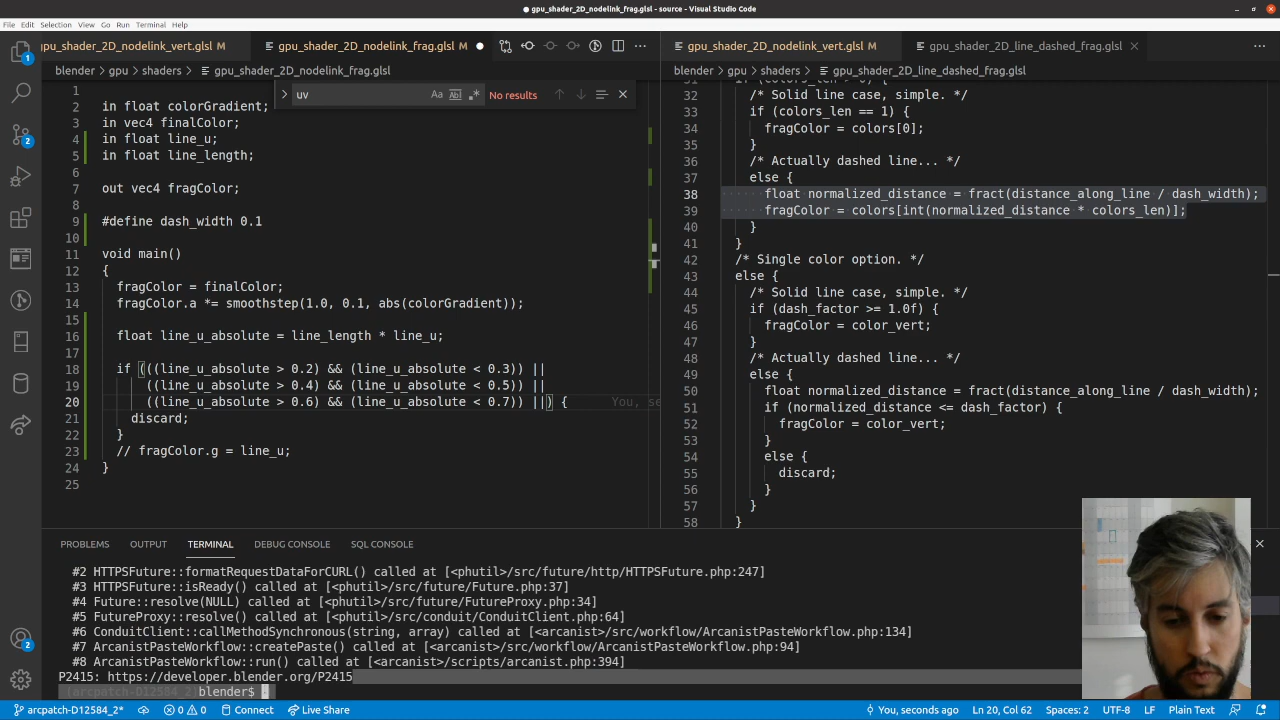 gpu_shader_2D_nodelink_frag.glsl - source - Visual Studio Code
File Edit Selection View Go Run Terminal Help
gpu_shader_2D_nodelink_vert.glsl M gpu_shader_2D_nodelink_frag.glsl M
blender > gpu > shaders > gpu_shader_2D_nodelink_frag.glsl
uv Aa Abl .* No results
1
2 in float colorGradient;
3 in vec4 finalColor;
4 in float line_u;
5 in float line_length;
6
7 out vec4 fragColor;
8
9 #define dash_width 0.1
10
11 void main()
12 {
13 fragColor = finalColor;
14 fragColor.a *= smoothstep(1.0, 0.1, abs(colorGradient));
15
16 float line_u_absolute = line_length * line_u;
17
18 if (((line_u_absolute > 0.2) && (line_u_absolute < 0.3)) ||
19 ((line_u_absolute > 0.4) && (line_u_absolute < 0.5)) ||
20 ((line_u_absolute > 0.6) && (line_u_absolute < 0.7)) ||) { You, se
21 discard;
22 }
23 // fragColor.g = line_u;
24 }
25
gpu_shader_2D_nodelink_vert.glsl M gpu_shader_2D_line_dashed_frag.glsl
blender > gpu > shaders > gpu_shader_2D_line_dashed_frag.glsl
32 /* Solid line case, simple. */
33 if (colors_len == 1) {
34 fragColor = colors[0];
35 }
36 /* Actually dashed line... */
37 else {
38 float normalized_distance = fract(distance_along_line / dash_width);
39 fragColor = colors[int(normalized_distance * colors_len)];
40 }
41 }
42 /* Single color option. */
43 else {
44 /* Solid line case, simple. */
45 if (dash_factor >= 1.0f) {
46 fragColor = color_vert;
47 }
48 /* Actually dashed line... */
49 else {
50 float normalized_distance = fract(distance_along_line / dash_width);
51 if (normalized_distance <= dash_factor) {
52 fragColor = color_vert;
53 }
54 else {
55 discard;
56 }
57 }
58 }
PROBLEMS OUTPUT TERMINAL DEBUG CONSOLE SQL CONSOLE
#2 HTTPSFuture::formatRequestDataForCURL() called at [<phutil>/src/future/http/HTTPSFuture.php:247]
#3 HTTPSFuture::isReady() called at [<phutil>/src/future/Future.php:37]
#4 Future::resolve(NULL) called at [<phutil>/src/future/FutureProxy.php:34]
#5 FutureProxy::resolve() called at [<phutil>/src/conduit/ConduitClient.php:64]
#6 ConduitClient::callMethodSynchronous(string, array) called at [<arcanist>/src/workflow/ArcanistPasteWorkflow.php:134]
#7 ArcanistPasteWorkflow::createPaste() called at [<arcanist>/src/workflow/ArcanistPasteWorkflow.php:94]
#8 ArcanistPasteWorkflow::run() called at [<arcanist>/scripts/arcanist.php:394]
P2415: https://developer.blender.org/P2415
(arcpatch-D12584_2)blender$
arcpatch-D12584_2* 0 0 Connect Live Share You, seconds ago Ln 20, Col 62 Spaces: 2 UTF-8 LF Plain Text